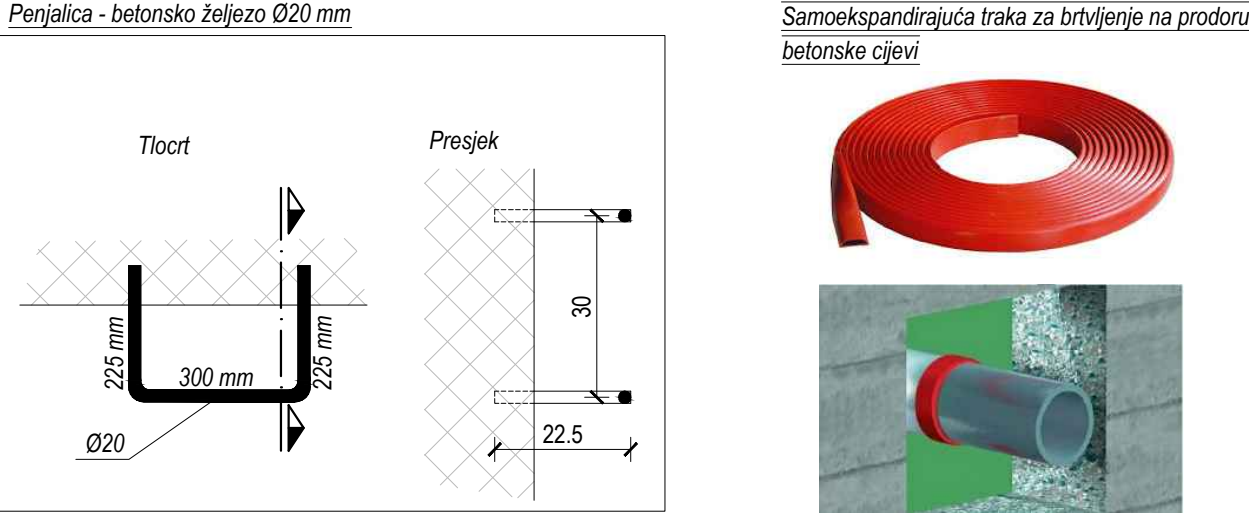 Penjalica - betonsko željezo Ø20 mm
Tlocrt
Presjek
225 mm
300 mm
225 mm
Ø20
30
22.5
Samoekspandirajuća traka za brtvljenje na prodoru
betonske cijevi